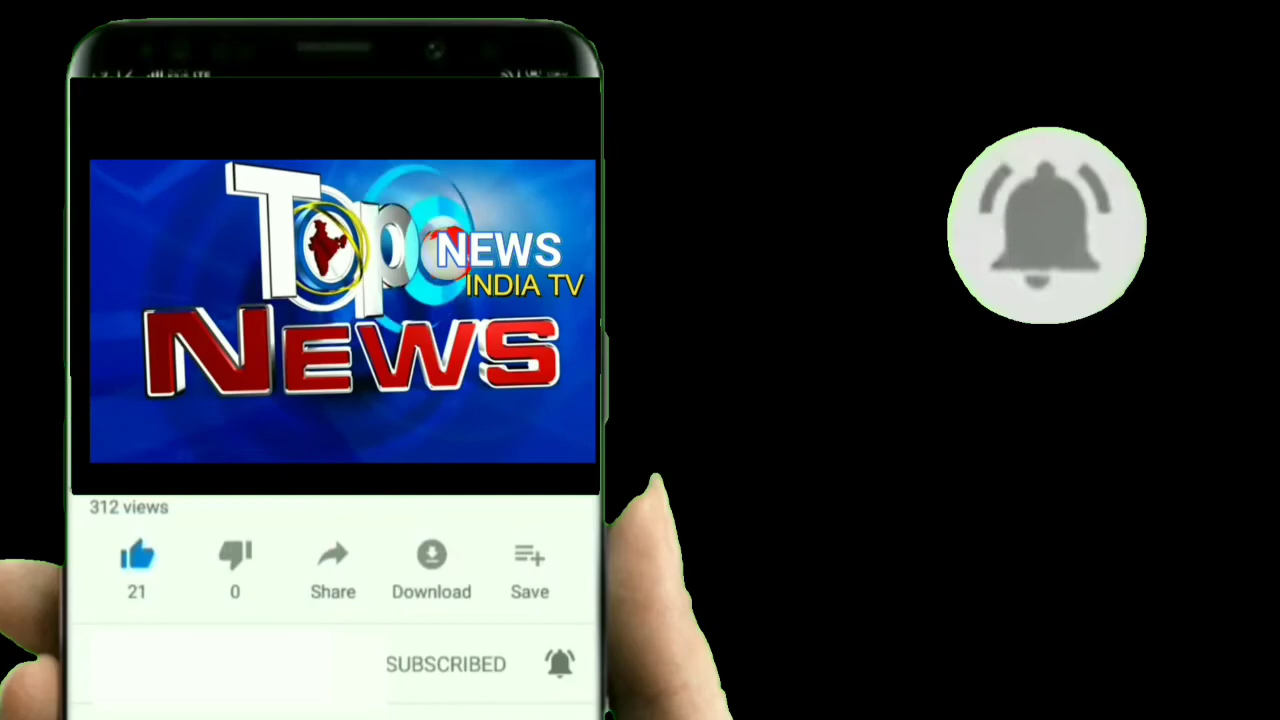 Top
NEWS
INDIA TV
NEWS
312 views
21
0
Share
Download
Save
SUBSCRIBED